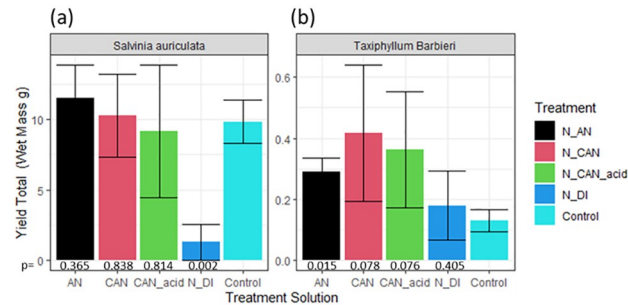 (a)
(b)
Salvinia auriculata
Taxiphyllum Barbieri
Yield Total (Wet Mass g)
10
5
0
0.6
0.4
0.2
0.0
p=
0.365 0.838 0.814 0.002
0.015 0.078 0.076 0.405
AN CAN CAN_acid N_DI Control
AN CAN CAN_acid N_DI Control
Treatment Solution
Treatment
N_AN
N_CAN
N_CAN_acid
N_DI
Control